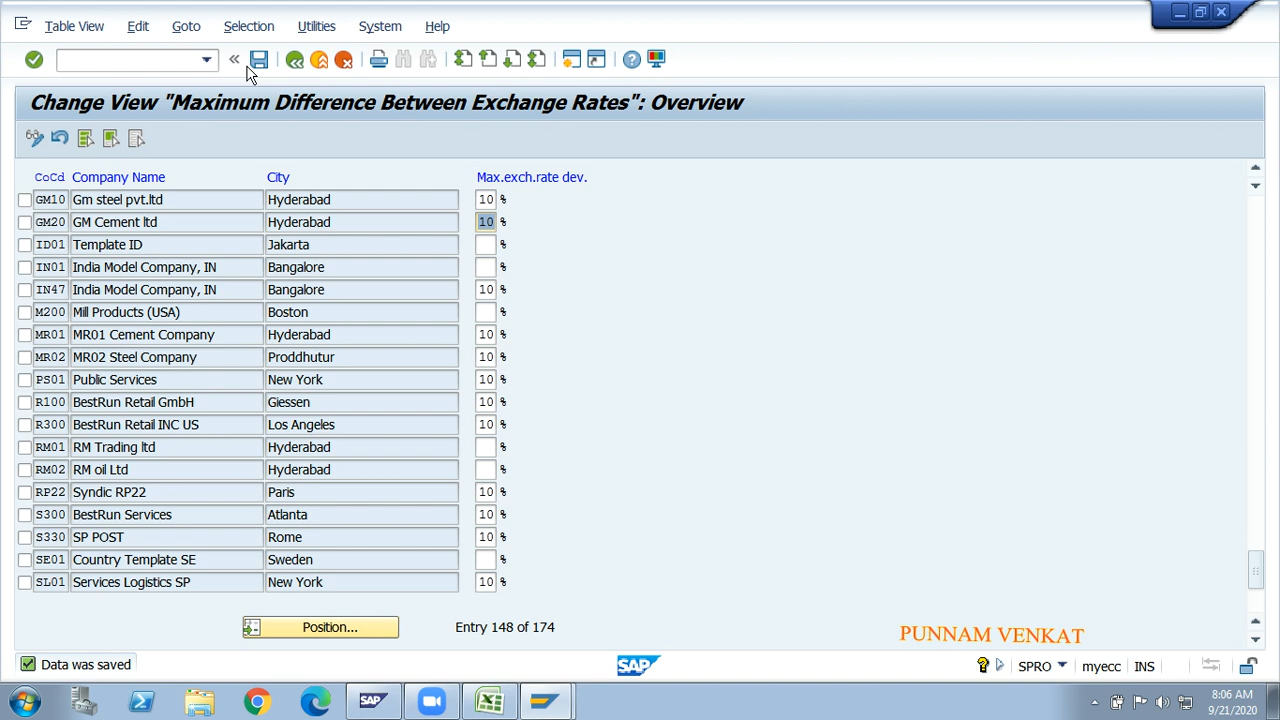 Table View Edit Goto Selection Utilities System Help
Change View "Maximum Difference Between Exchange Rates": Overview
CoCd Company Name City Max.exch.rate dev.
GM10 Gm steel pvt.ltd Hyderabad 10 %
GM20 GM Cement ltd Hyderabad 10 %
ID01 Template ID Jakarta %
IN01 India Model Company, IN Bangalore %
IN47 India Model Company, IN Bangalore 10 %
M200 Mill Products (USA) Boston %
MR01 MR01 Cement Company Hyderabad 10 %
MR02 MR02 Steel Company Proddhutur 10 %
PS01 Public Services New York 10 %
R100 BestRun Retail GmbH Giessen 10 %
R300 BestRun Retail INC US Los Angeles 10 %
RM01 RM Trading ltd Hyderabad %
RM02 RM oil Ltd Hyderabad %
RP22 Syndic RP22 Paris 10 %
S300 BestRun Services Atlanta 10 %
S330 SP POST Rome 10 %
SE01 Country Template SE Sweden %
SL01 Services Logistics SP New York 10 %
Position... Entry 148 of 174
PUNNAM VENKAT
Data was saved SAP SPRO myecc INS
SAP
8:06 AM
9/21/2020